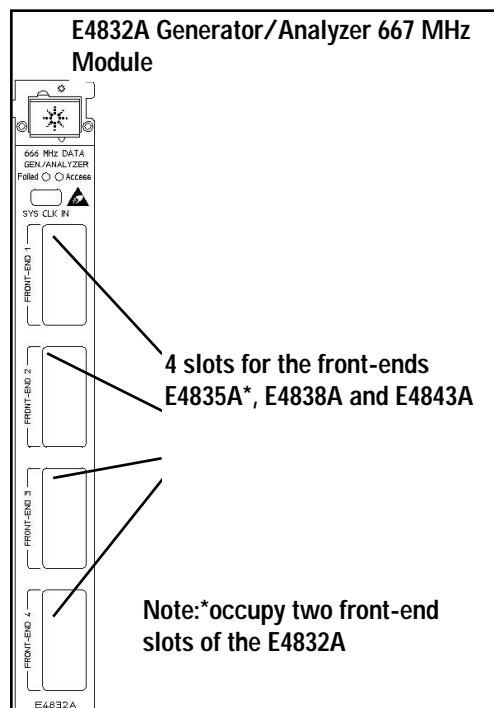 E4832A Generator/Analyzer 667 MHz
Module
666 MHz DATA
GEN./ANALYZER
Failed Access
SYS CLK IN
FRONT-END 1
FRONT-END 2
4 slots for the front-ends
E4835A*, E4838A and E4843A
FRONT-END 3
FRONT-END 4
Note:*occupy two front-end
slots of the E4832A
E4832A